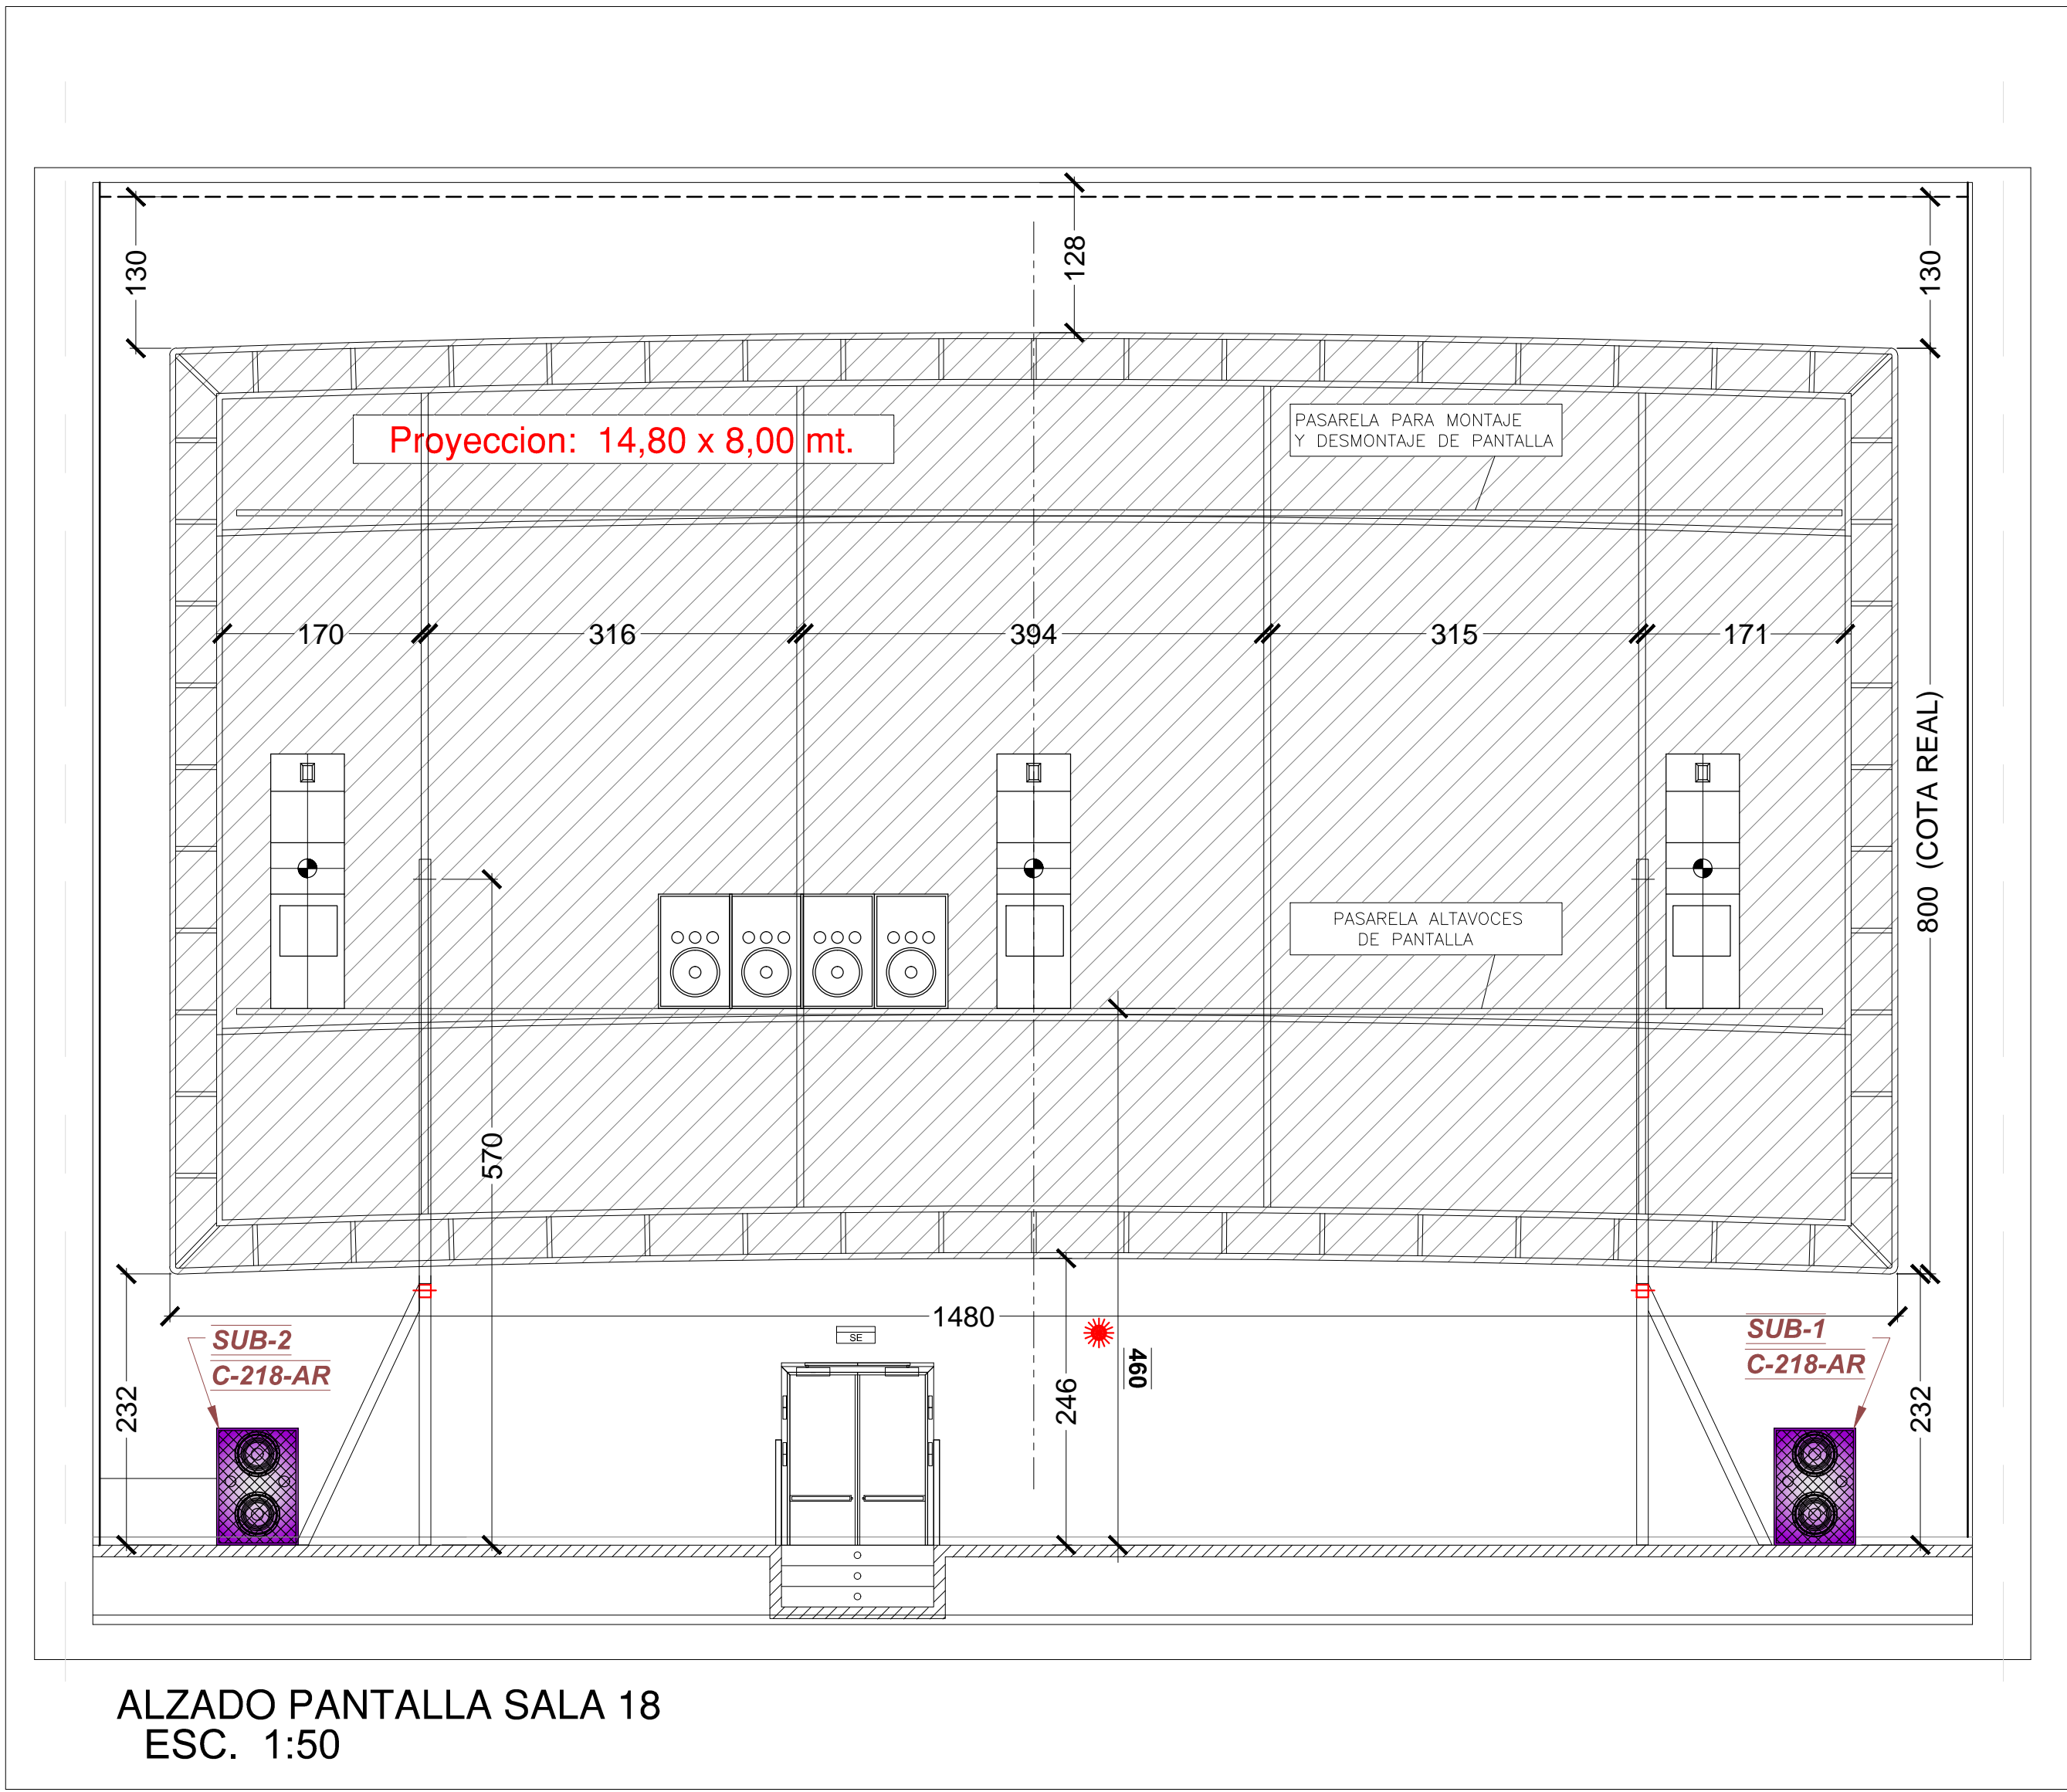 130
128
130
Proyeccion: 14,80 x 8,00 mt.
PASARELA PARA MONTAJE
Y DESMONTAJE DE PANTALLA
170
316
394
315
171
800 (COTA REAL)
PASARELA ALTAVOCES
DE PANTALLA
570
1480
SE
SUB-2
C-218-AR
SUB-1
C-218-AR
232
246
460
232
ALZADO PANTALLA SALA 18
ESC. 1:50